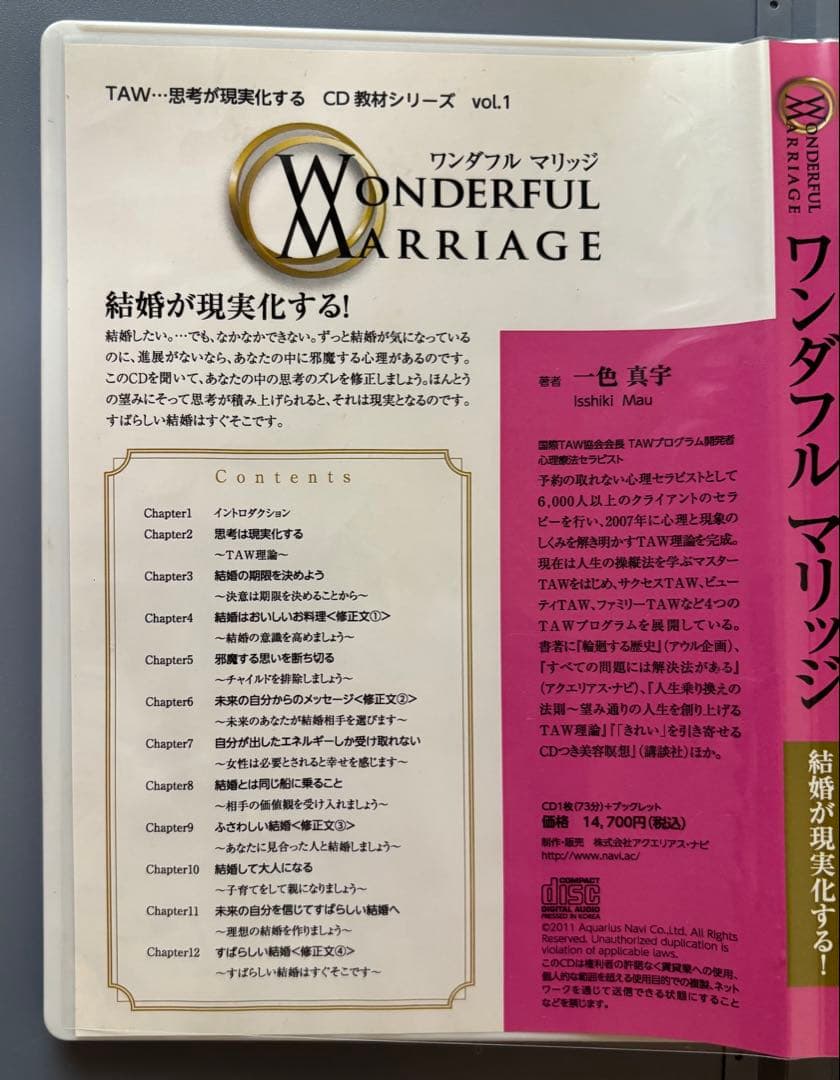 TAW…思考が現実化する CD教材シリーズ vol.1
ワンダフル マリッジ
WONDERFUL
MARRIAGE
結婚が現実化する!
結婚したい。…でも、なかなかできない。ずっと結婚が気になっている
のに、進展がないなら、あなたの中に邪魔する心理があるのです。
このCDを聞いて、あなたの中の思考のズレを修正しましょう。ほんとう
の望みにそって思考が積み上げられると、それは現実となるのです。
すばらしい結婚はすぐそこです。
Contents
Chapter1 イントロダクション
Chapter2 思考は現実化する
～TAW理論～
Chapter3 結婚の期限を決めよう
～決意は期限を決めることから～
Chapter4 結婚はおいしいお料理<修正文①>
～結婚の意識を高めましょう～
Chapter5 邪魔する思いを断ち切る
～チャイルドを排除しましょう～
Chapter6 未来の自分からのメッセージ<修正文②>
～未来のあなたが結婚相手を選びます～
Chapter7 自分が出したエネルギーしか受け取れない
～女性は必要とされると幸せを感じます～
Chapter8 結婚とは同じ船に乗ること
～相手の価値観を受け入れましょう～
Chapter9 ふさわしい結婚<修正文③>
～あなたに見合った人と結婚しましょう～
Chapter10 結婚して大人になる
～子育てをして親になりましょう～
Chapter11 未来の自分を信じてすばらしい結婚へ
～理想の結婚を作りましょう～
Chapter12 すばらしい結婚<修正文④>
～すばらしい結婚はすぐそこです～
著者 一色 真宇
Isshiki Mau
国際TAW協会会長 TAWプログラム開発者
心理療法セラピスト
予約の取れない心理セラピストとして
6,000人以上のクライアントのセラ
ピーを行い、2007年に心理と現象の
しくみを解き明かすTAW理論を完成。
現在は人生の操縦法を学ぶマスター
TAWをはじめ、サクセスTAW、ビュー
ティTAW、ファミリーTAWなど4つの
TAWプログラムを展開している。
著書に『輪廻する歴史』(アウル企画)、
『すべての問題には解決法がある』
(アクエリアス・ナビ)、『人生乗り換えの
法則～望み通りの人生を創り上げる
TAW理論』『「きれい」を引き寄せる
CDつき美容瞑想』(講談社)ほか。
CD1枚(73分)+ブックレット
価格 14,700円(税込)
制作・販売 株式会社アクエリアス・ナビ
http://www.navi.ac/
COMPACT
disc
DIGITAL AUDIO
PRESSED IN KOREA
©2011 Aquarius Navi Co.,Ltd. All Rights
Reserved. Unauthorized duplication is
violation of applicable laws.
このCDは権利者の許諾なく賃貸業への使用、
個人的な範囲を超える使用目的での複製、ネット
ワークを通じて送信できる状態にすること
などを禁じます。
WONDERFUL
MARRIAGE
ワンダフル マリッジ
結婚が現実化する!